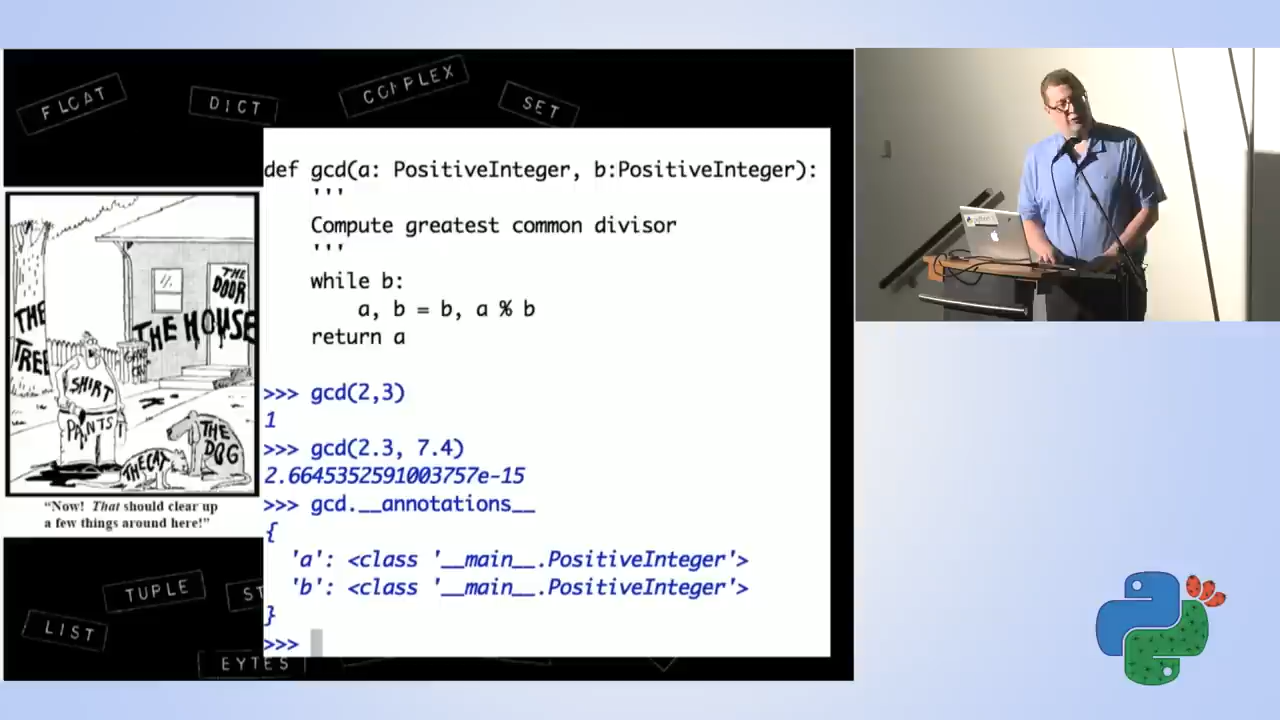 FLOAT
DICT
COMPLEX
SET
def gcd(a: PositiveInteger, b:PositiveInteger):
'''
Compute greatest common divisor
'''
while b:
a, b = b, a % b
return a
>>> gcd(2,3)
1
>>> gcd(2.3, 7.4)
2.6645352591003757e-15
>>> gcd.__annotations__
{
'a': <class '__main__.PositiveInteger'>
'b': <class '__main__.PositiveInteger'>
}
>>>
THE
DOOR
THE HOUSE
THE
TREE
SHIRT
PANTS
THE CAT
THE
DOG
"Now! That should clear up
a few things around here!"
TUPLE
ST
LIST
EYTES